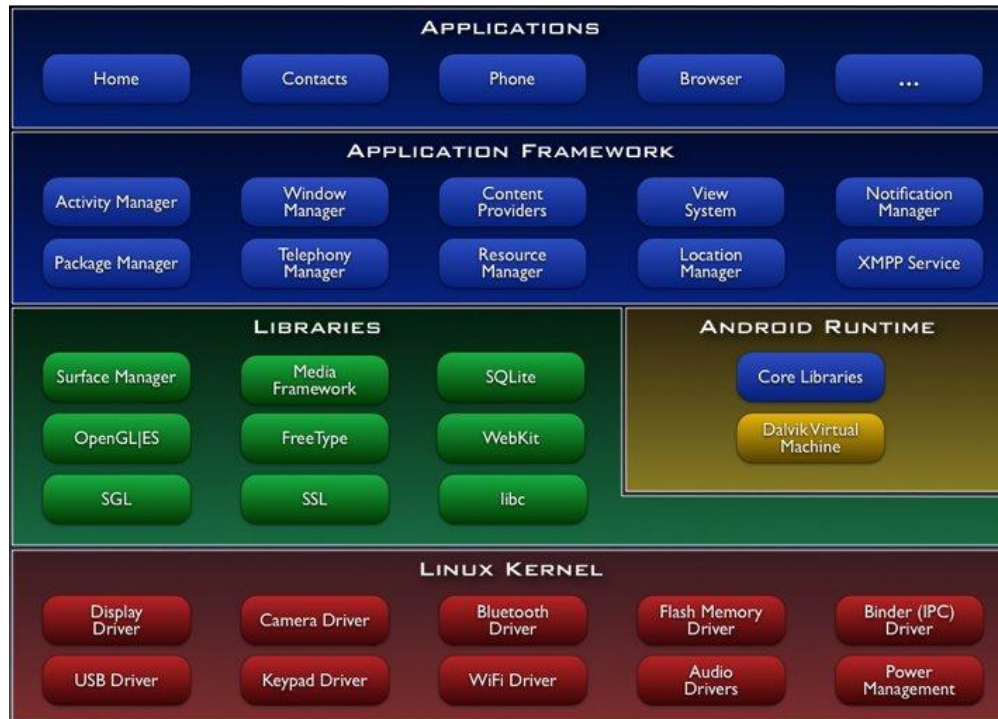 APPLICATIONS
Home
Contacts
Phone
Browser
...
APPLICATION FRAMEWORK
Activity Manager
Window
Manager
Content
Providers
View
System
Notification
Manager
Package Manager
Telephony
Manager
Resource
Manager
Location
Manager
XMPP Service
LIBRARIES
Surface Manager
Media
Framework
SQLite
OpenGL|ES
FreeType
WebKit
SGL
SSL
libc
ANDROID RUNTIME
Core Libraries
Dalvik Virtual
Machine
LINUX KERNEL
Display
Driver
Camera Driver
Bluetooth
Driver
Flash Memory
Driver
Binder (IPC)
Driver
USB Driver
Keypad Driver
WiFi Driver
Audio
Drivers
Power
Management